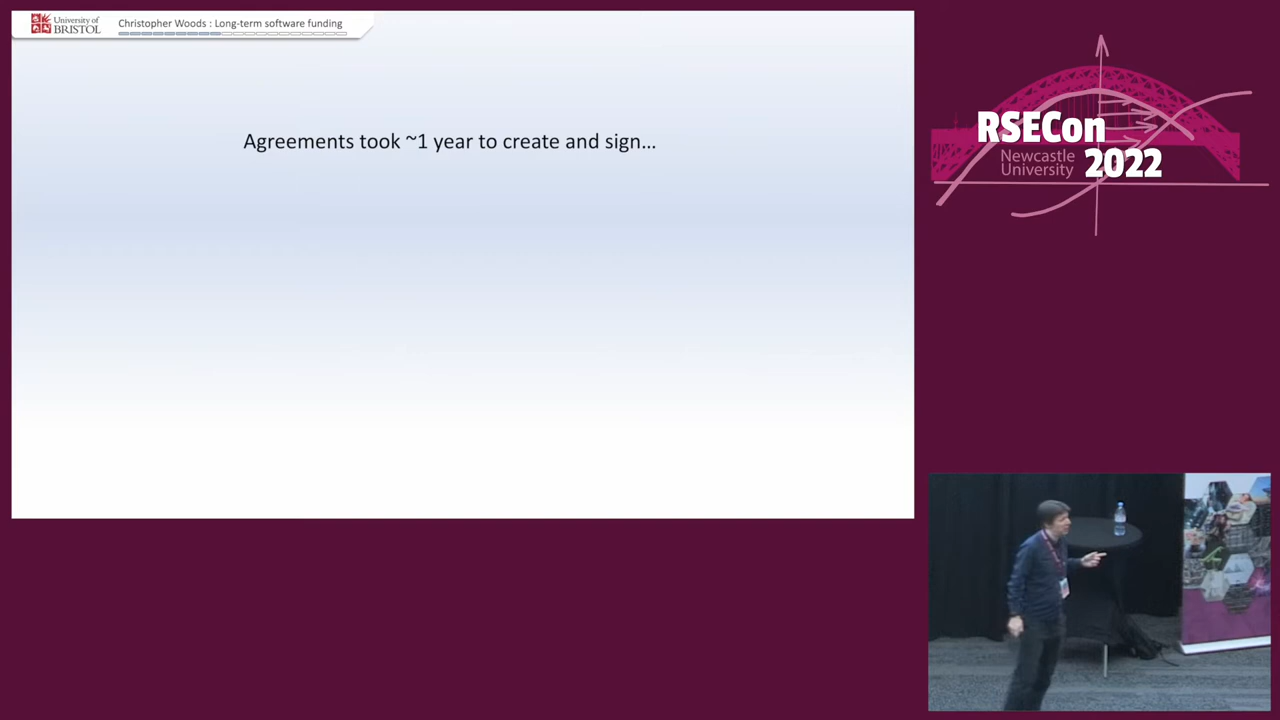 University of
BRISTOL
Christopher Woods : Long-term software funding
Agreements took ~1 year to create and sign...
RSECon
Newcastle
University
2022